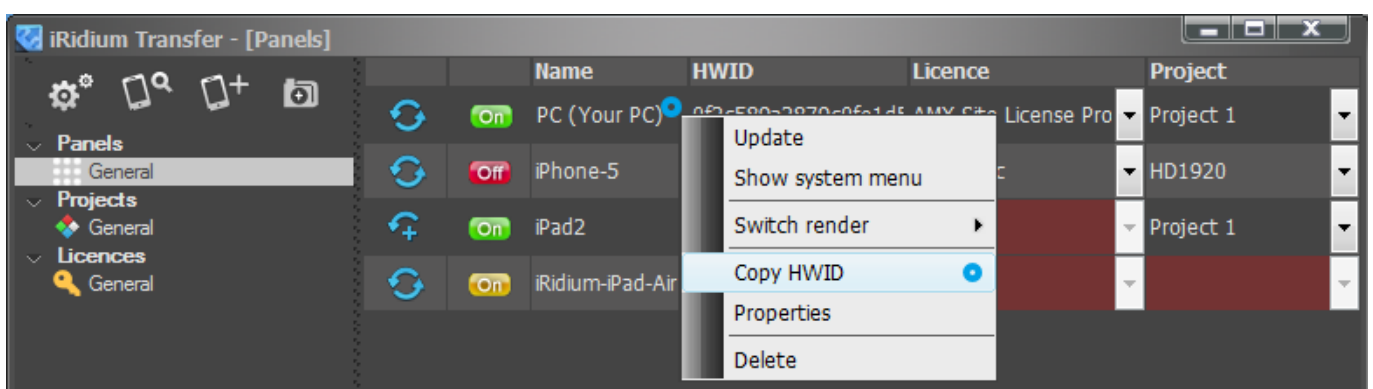 iRidium Transfer - [Panels]
Name HWID Licence Project
On PC (Your PC) AMX Site License Pro Project 1
Off iPhone-5 HD1920
On iPad2 Project 1
On iRidium-iPad-Air
Panels
General
Projects
General
Licences
General
Update
Show system menu
Switch render
Copy HWID
Properties
Delete